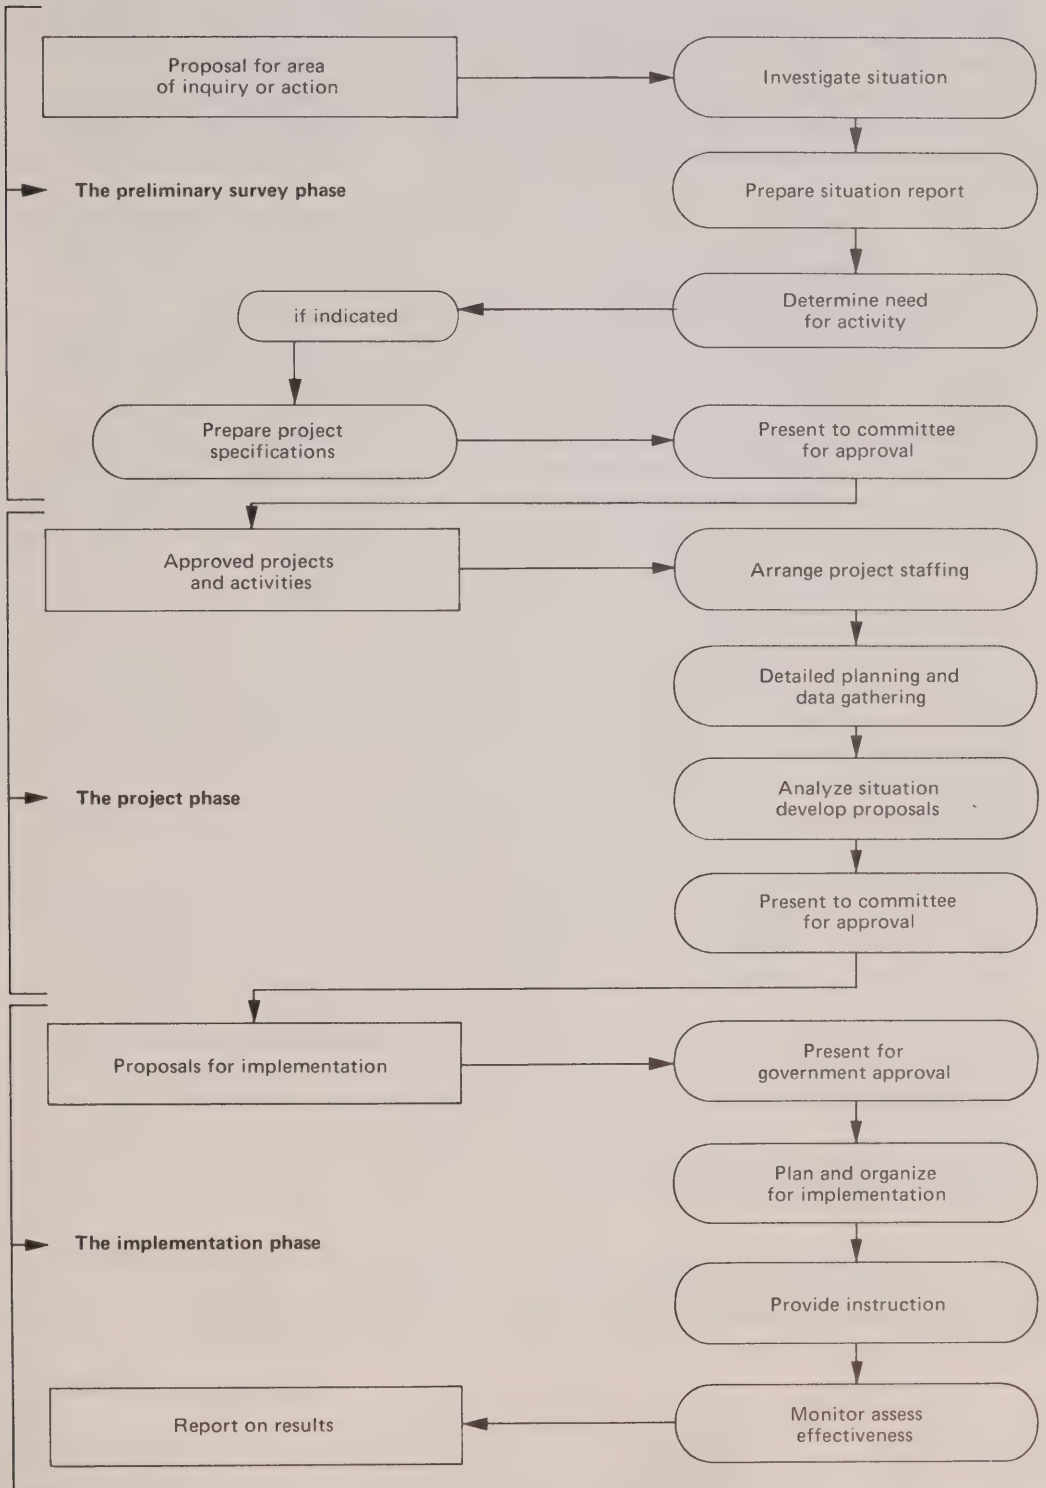 Proposal for area
of inquiry or action
Investigate situation
The preliminary survey phase
Prepare situation report
Determine need
for activity
if indicated
Prepare project
specifications
Present to committee
for approval
Approved projects
and activities
Arrange project staffing
Detailed planning and
data gathering
The project phase
Analyze situation
develop proposals
Present to committee
for approval
Proposals for implementation
Present for
government approval
Plan and organize
for implementation
The implementation phase
Provide instruction
Monitor assess
effectiveness
Report on results